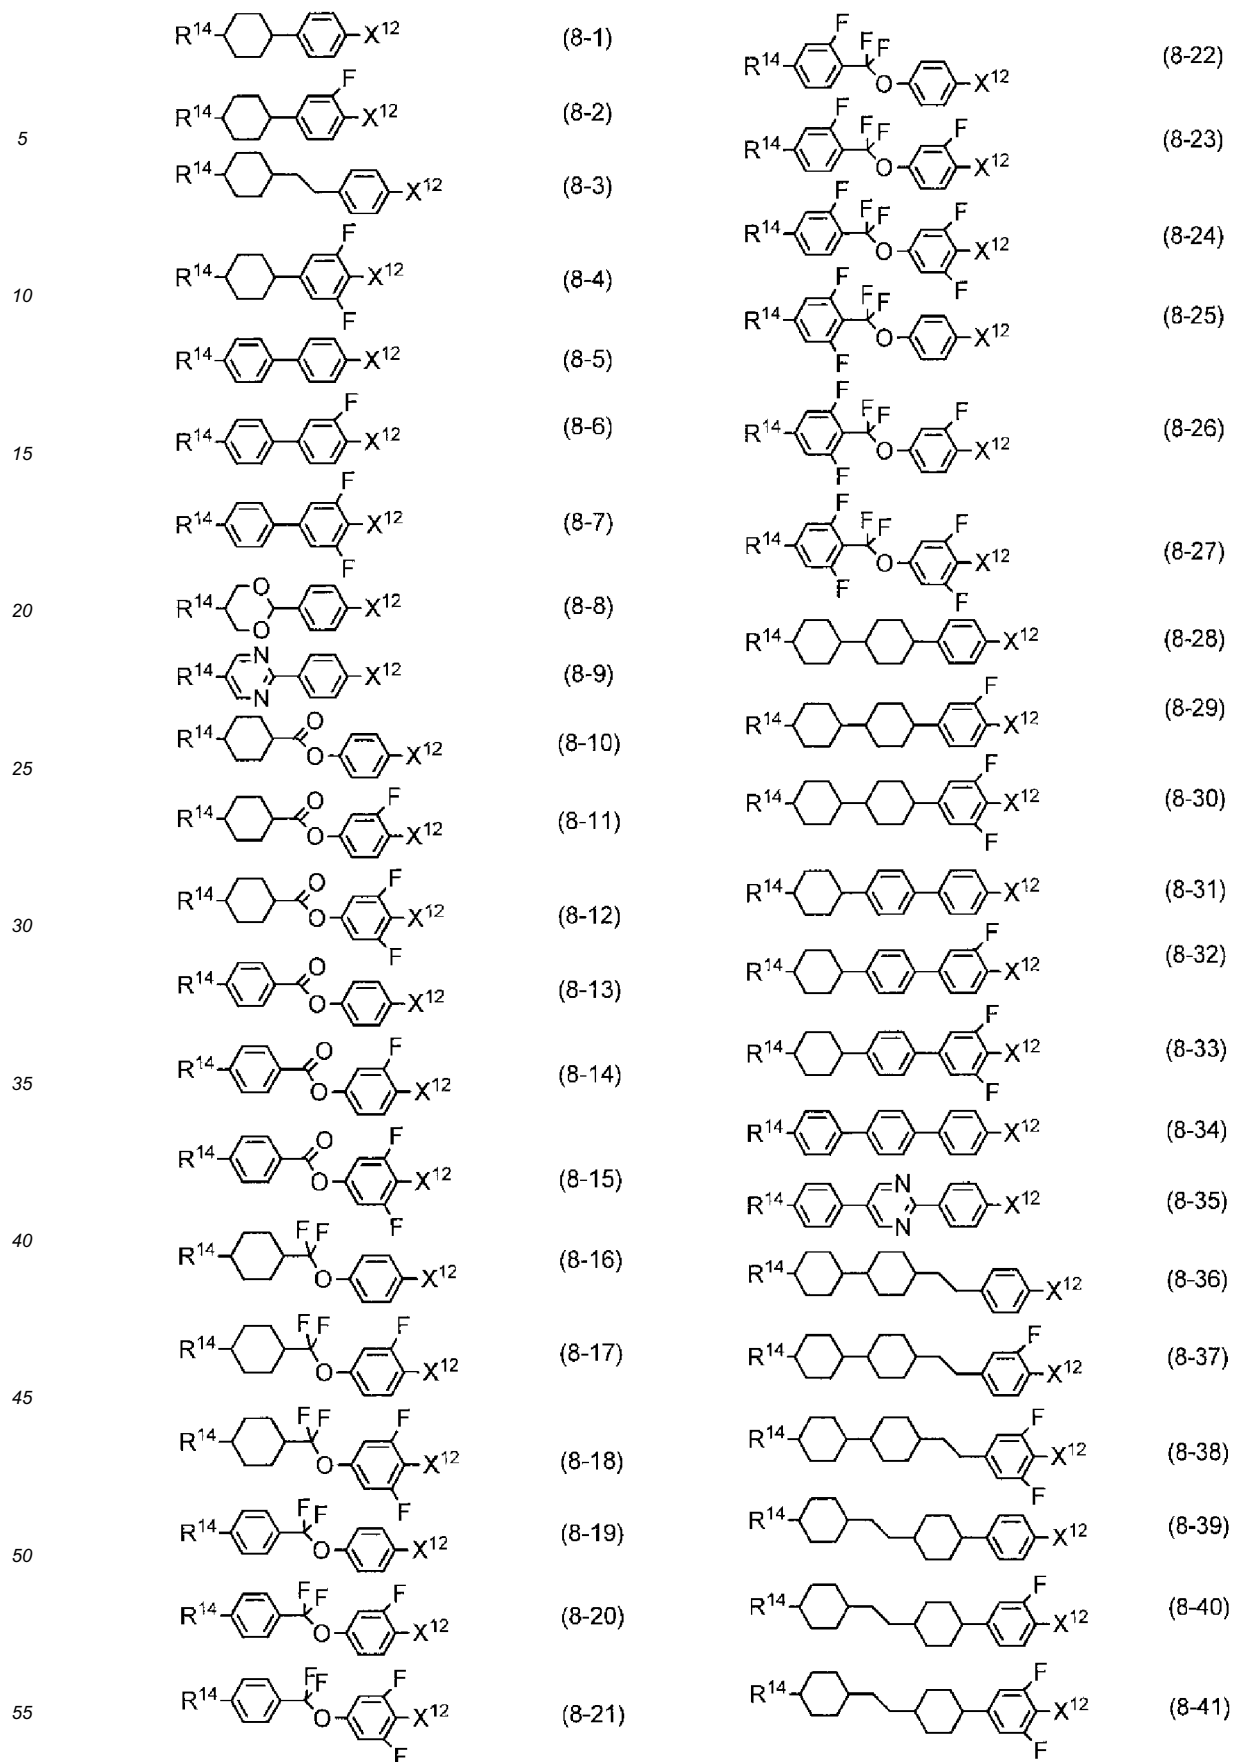 R¹⁴ X¹² (8-1)
R¹⁴ F X¹² (8-2)
5
R¹⁴ X¹² (8-3)
R¹⁴ F X¹² F (8-4)
10
R¹⁴ X¹² (8-5)
R¹⁴ F X¹² (8-6)
15
R¹⁴ F X¹² F (8-7)
R¹⁴ O O X¹² (8-8)
20
R¹⁴ N N X¹² (8-9)
R¹⁴ O O X¹² (8-10)
25
R¹⁴ O O F X¹² (8-11)
R¹⁴ O O F X¹² F (8-12)
30
R¹⁴ O O X¹² (8-13)
R¹⁴ O O F X¹² (8-14)
35
R¹⁴ O O F X¹² F (8-15)
R¹⁴ F F O X¹² (8-16)
40
R¹⁴ F F O F X¹² (8-17)
45
R¹⁴ F F O F X¹² F (8-18)
R¹⁴ F F O X¹² (8-19)
50
R¹⁴ F F O F X¹² (8-20)
R¹⁴ F F O F X¹² F (8-21)
55
R¹⁴ F F F O X¹² (8-22)
R¹⁴ F F F O F X¹² (8-23)
R¹⁴ F F F O F X¹² F (8-24)
R¹⁴ F F F F O X¹² (8-25)
R¹⁴ F F F F O F X¹² (8-26)
R¹⁴ F F F F O F X¹² F (8-27)
R¹⁴ X¹² (8-28)
R¹⁴ F X¹² (8-29)
R¹⁴ F X¹² F (8-30)
R¹⁴ X¹² (8-31)
R¹⁴ F X¹² (8-32)
R¹⁴ F X¹² F (8-33)
R¹⁴ X¹² (8-34)
R¹⁴ N N X¹² (8-35)
R¹⁴ X¹² (8-36)
R¹⁴ F X¹² (8-37)
R¹⁴ F X¹² F (8-38)
R¹⁴ X¹² (8-39)
R¹⁴ F X¹² (8-40)
R¹⁴ F X¹² F (8-41)